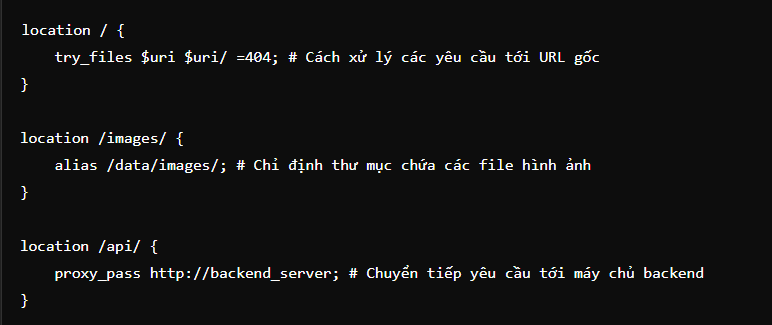 location / {
    try_files $uri $uri/ =404; # Cách xử lý các yêu cầu tới URL gốc
}
location /images/ {
    alias /data/images/; # Chỉ định thư mục chứa các file hình ảnh
}
location /api/ {
    proxy_pass http://backend_server; # Chuyển tiếp yêu cầu tới máy chủ backend
}